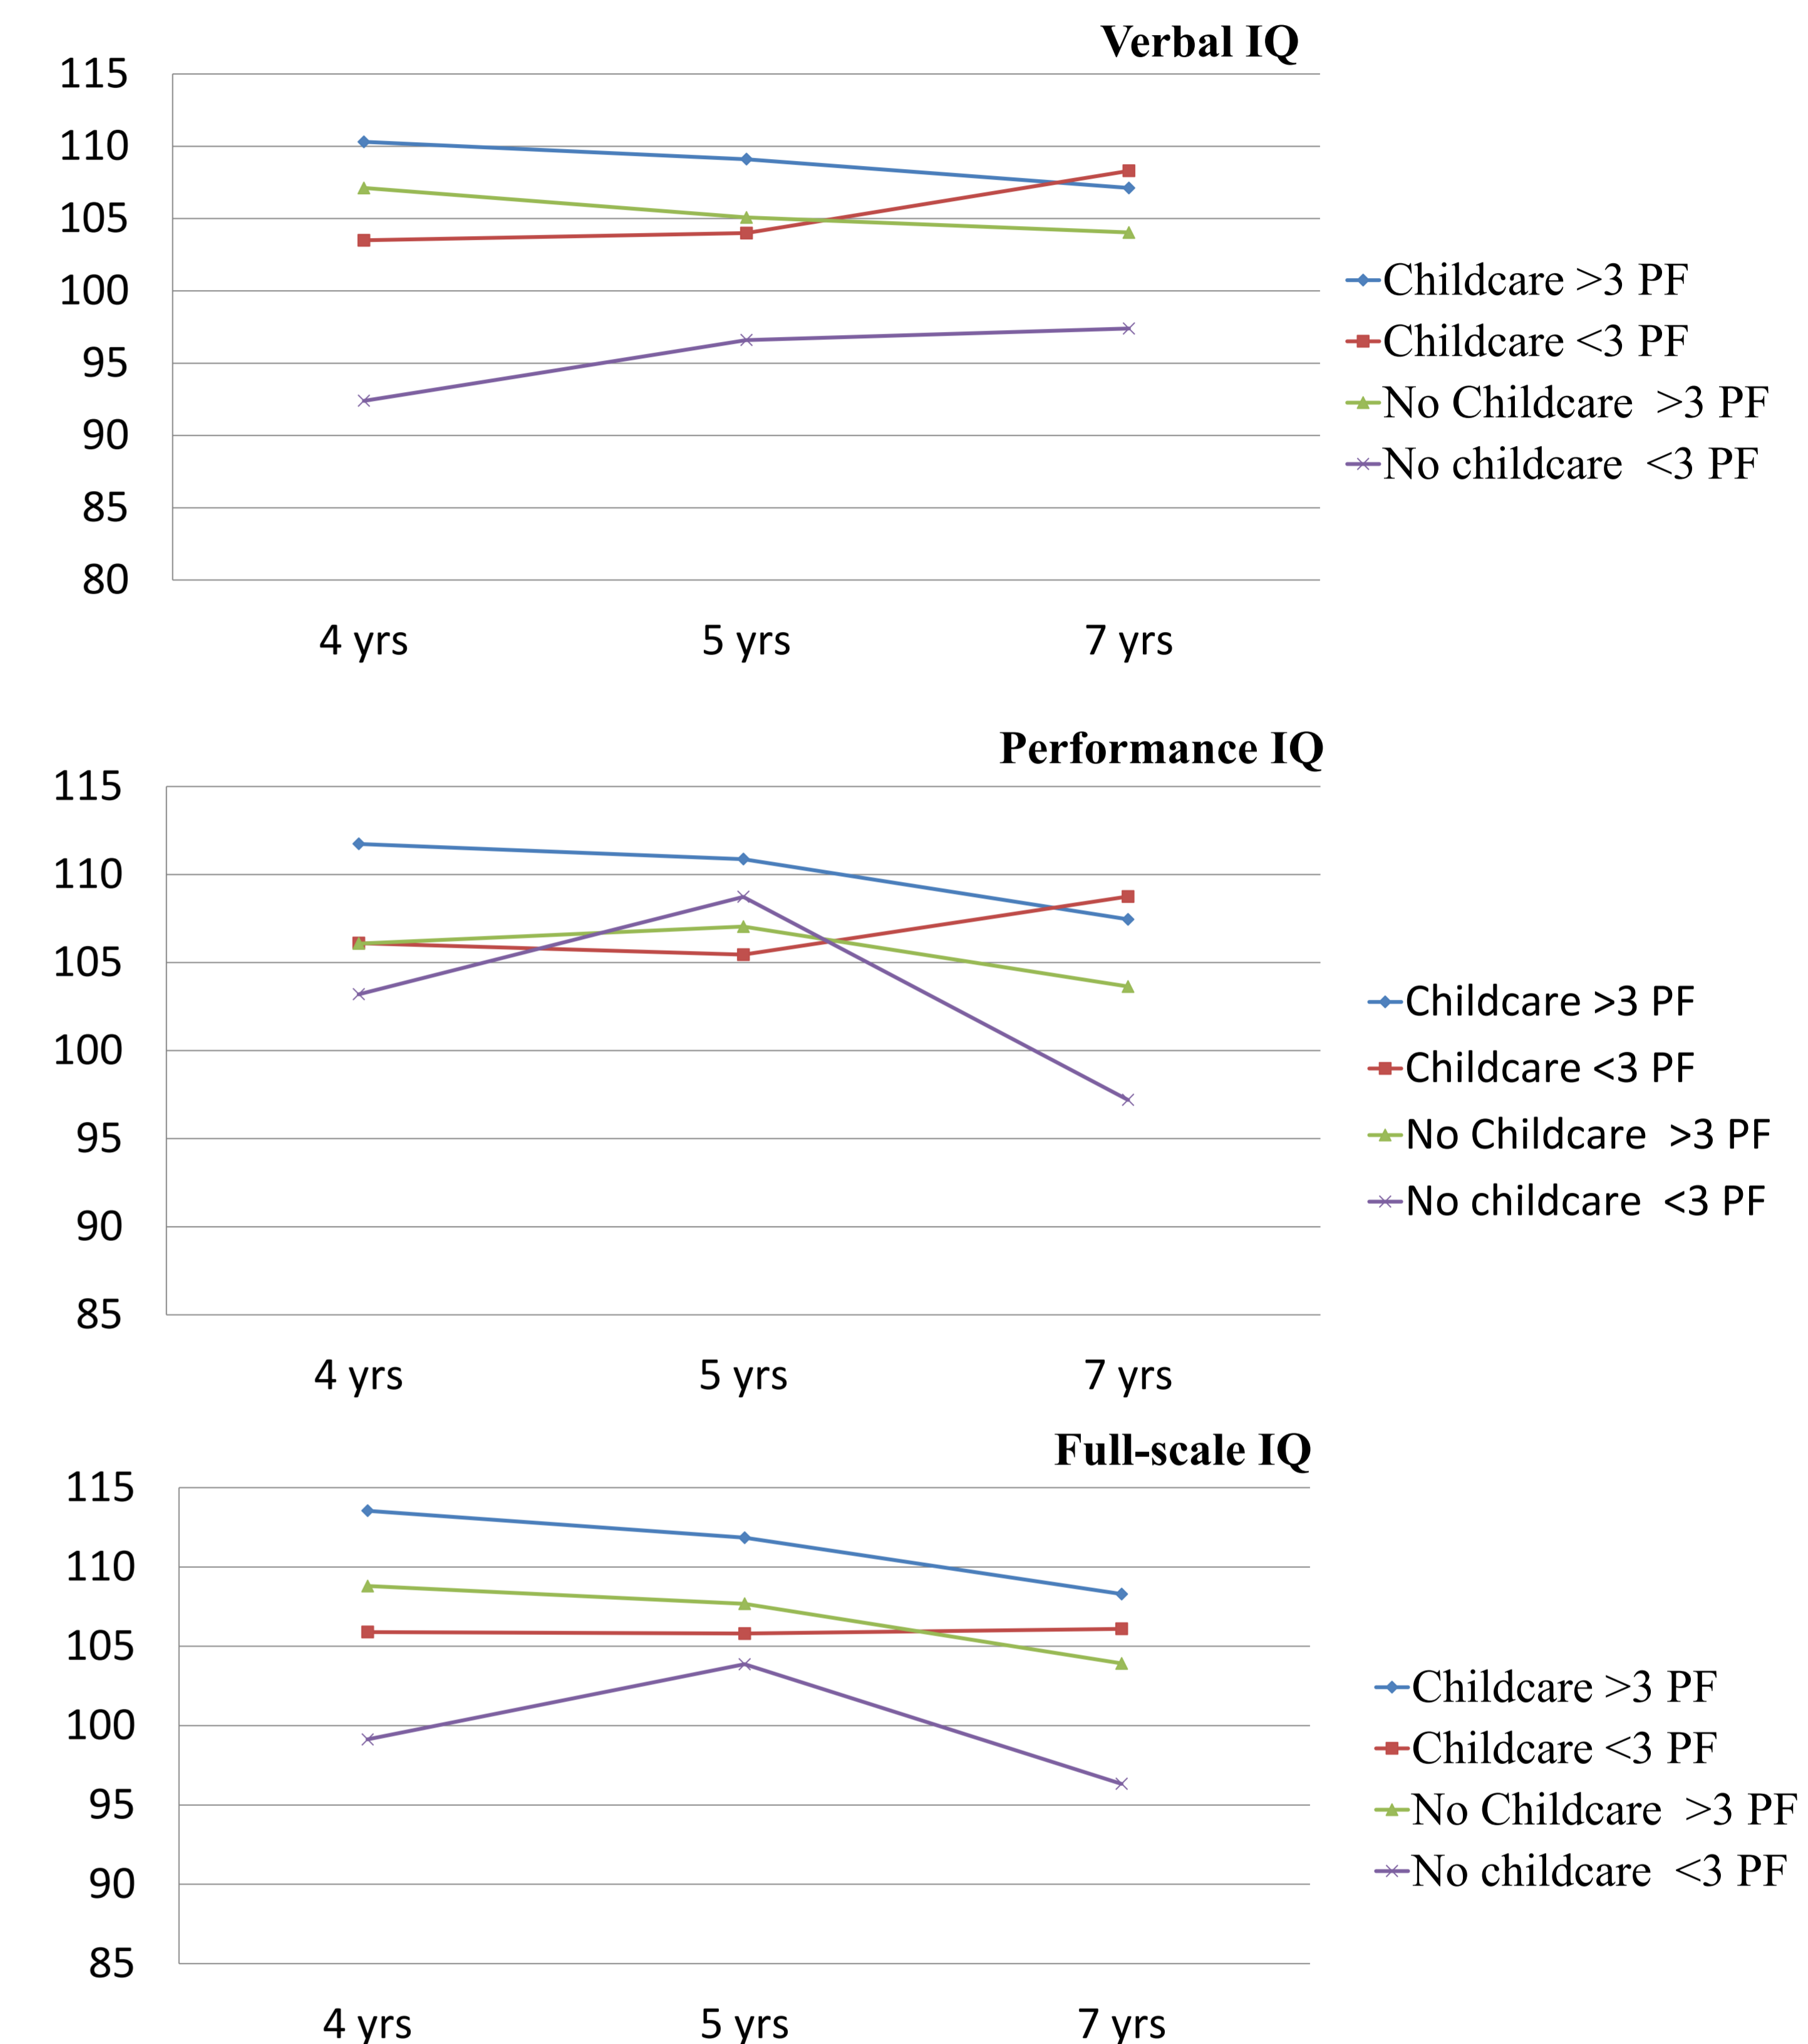 Verbal IQ
115
110
105
100
95
90
85
80
4 yrs 5 yrs 7 yrs
Childcare >3 PF
Childcare <3 PF
No Childcare >3 PF
No childcare <3 PF
Performance IQ
115
110
105
100
95
90
85
4 yrs 5 yrs 7 yrs
Childcare >3 PF
Childcare <3 PF
No Childcare >3 PF
No childcare <3 PF
Full-scale IQ
115
110
105
100
95
90
85
4 yrs 5 yrs 7 yrs
Childcare >3 PF
Childcare <3 PF
No Childcare >3 PF
No childcare <3 PF